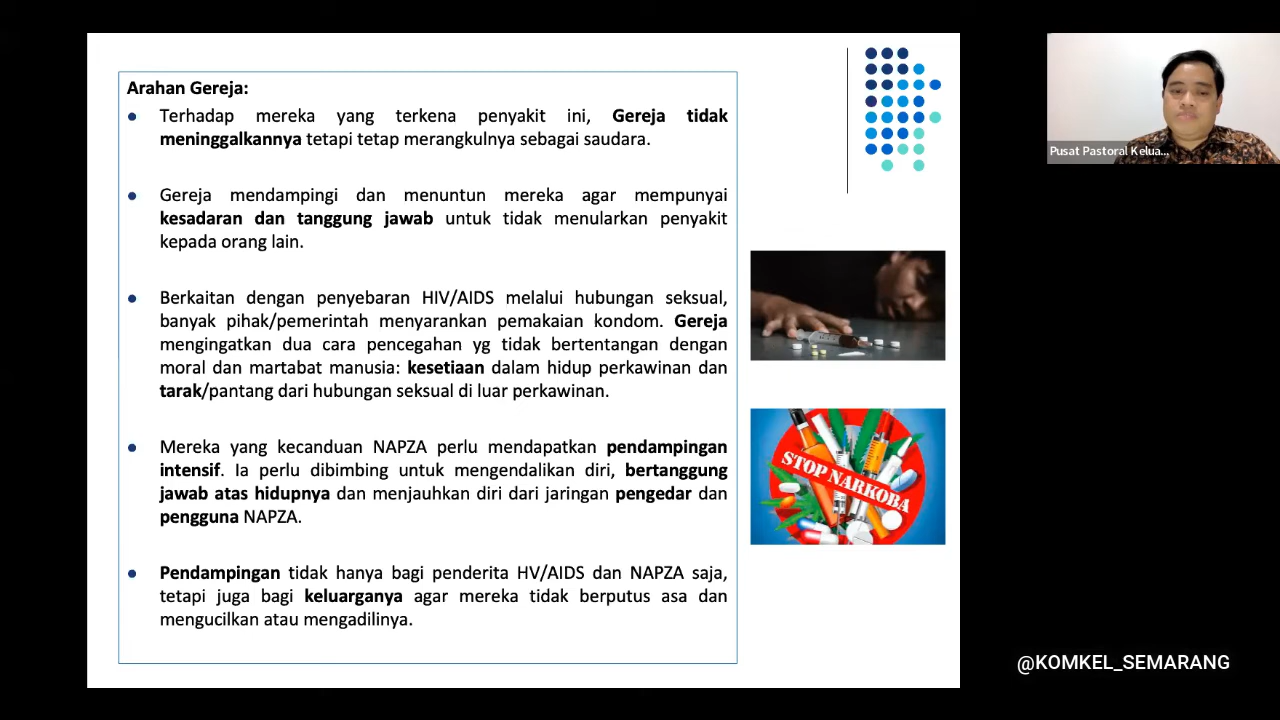 Arahan Gereja:
● Terhadap mereka yang terkena penyakit ini, Gereja tidak
meninggalkannya tetapi tetap merangkulnya sebagai saudara.
● Gereja mendampingi dan menuntun mereka agar mempunyai
kesadaran dan tanggung jawab untuk tidak menularkan penyakit
kepada orang lain.
● Berkaitan dengan penyebaran HIV/AIDS melalui hubungan seksual,
banyak pihak/pemerintah menyarankan pemakaian kondom. Gereja
mengingatkan dua cara pencegahan yg tidak bertentangan dengan
moral dan martabat manusia: kesetiaan dalam hidup perkawinan dan
tarak/pantang dari hubungan seksual di luar perkawinan.
● Mereka yang kecanduan NAPZA perlu mendapatkan pendampingan
intensif. Ia perlu dibimbing untuk mengendalikan diri, bertanggung
jawab atas hidupnya dan menjauhkan diri dari jaringan pengedar dan
pengguna NAPZA.
● Pendampingan tidak hanya bagi penderita HV/AIDS dan NAPZA saja,
tetapi juga bagi keluarganya agar mereka tidak berputus asa dan
mengucilkan atau mengadilinya.
STOP NARKOBA
Pusat Pastoral Kelua...
@KOMKEL_SEMARANG